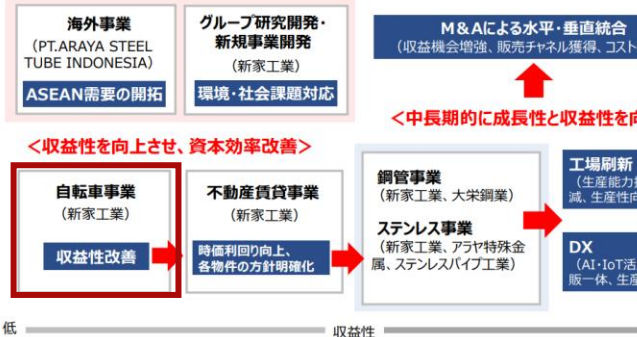 海外事業
(PT.ARAYA STEEL
TUBE INDONESIA)
ASEAN需要の開拓
グループ研究開発・
新規事業開発
(新家工業)
環境・社会課題対応
M&Aによる水平・垂直統合
(収益機会増強、販売チャネル獲得、コスト
<中長期的に成長性と収益性を向
<収益性を向上させ、資本効率改善>
自転車事業
(新家工業)
収益性改善
不動産賃貸事業
(新家工業)
時価利回り向上、
各物件の方針明確化
鋼管事業
(新家工業、大栄鋼業)
ステンレス事業
(新家工業、アラヤ特殊金
属、ステンレスパイプ工業)
工場刷新
(生産能力
減、生産性向
DX
(AI・IoT活
販一体、生産
低
収益性